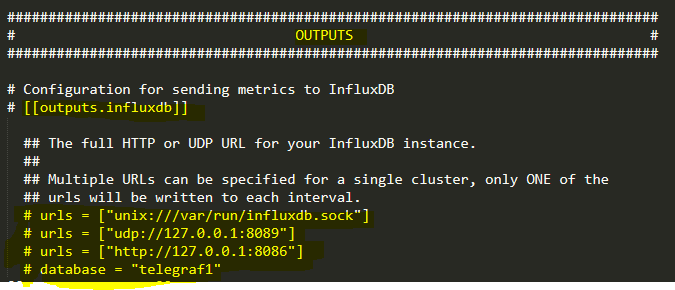 ###############################################################################
#                                  OUTPUTS                                    #
###############################################################################
# Configuration for sending metrics to InfluxDB
# [[outputs.influxdb]]
## The full HTTP or UDP URL for your InfluxDB instance.
##
## Multiple URLs can be specified for a single cluster, only ONE of the
## urls will be written to each interval.
# urls = ["unix:///var/run/influxdb.sock"]
# urls = ["udp://127.0.0.1:8089"]
# urls = ["http://127.0.0.1:8086"]
# database = "telegraf1"